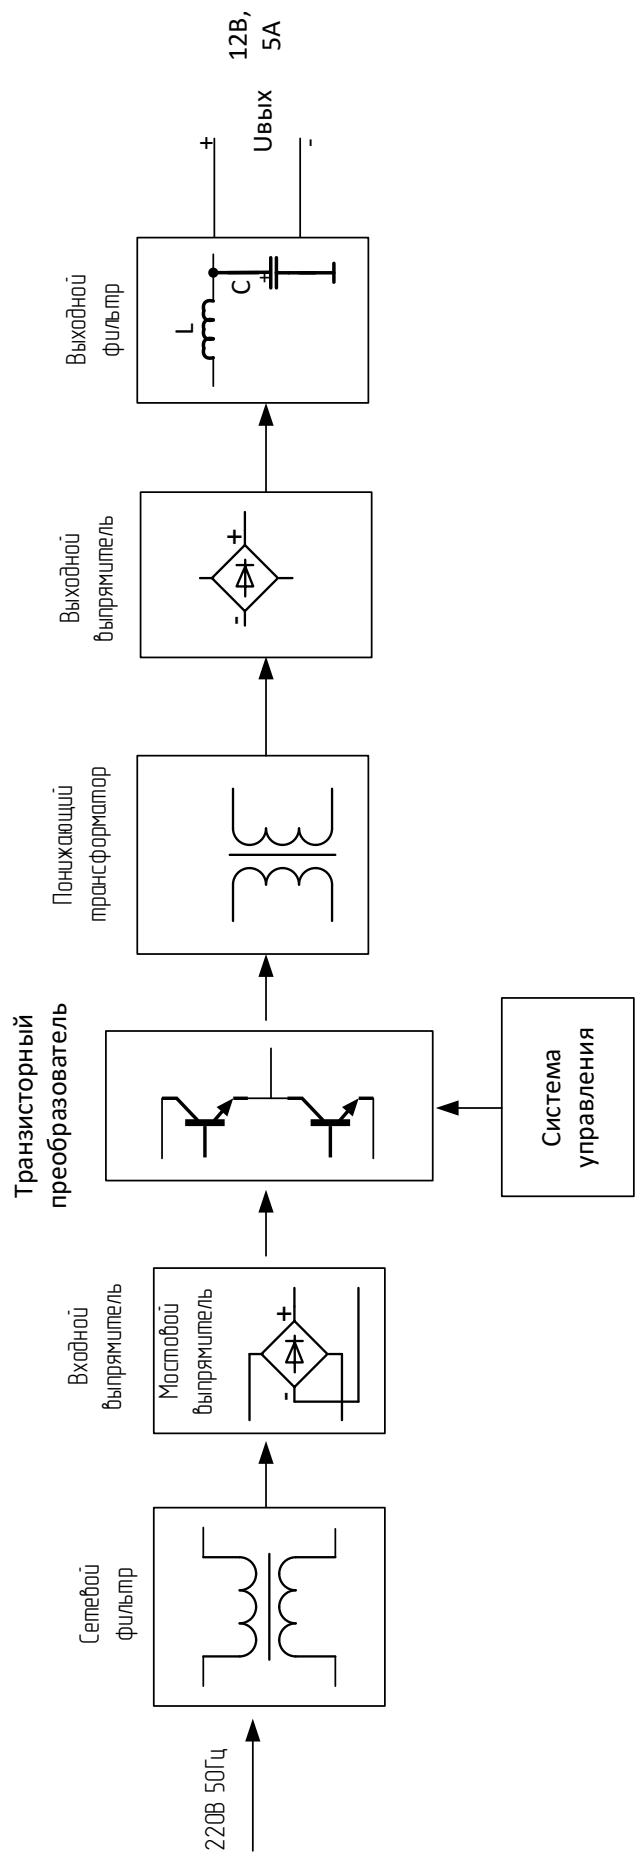 220В 50Гц
Сетевой
фильтр
Входной
выпрямитель
Мостовой
выпрямитель
-
+
Транзисторный
преобразователь
Система
управления
Понижающий
трансформатор
Выходной
выпрямитель
-
+
Выходной
фильтр
L
C
+
+
Uвых
-
12В,
5А